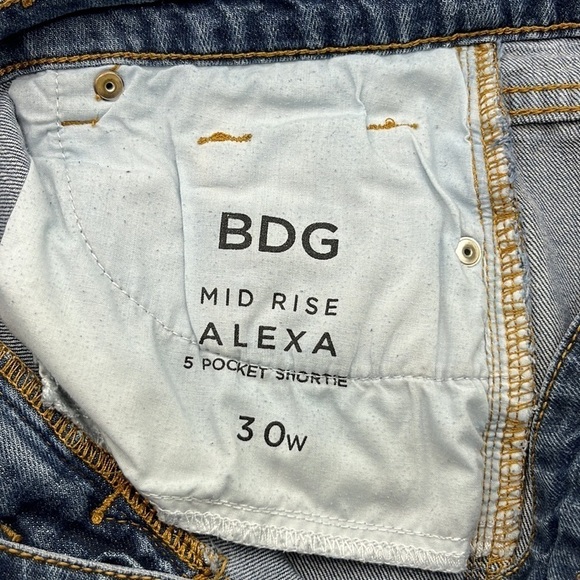 BDG
MID RISE
ALEXA
5 POCKET SHORTIE
30W